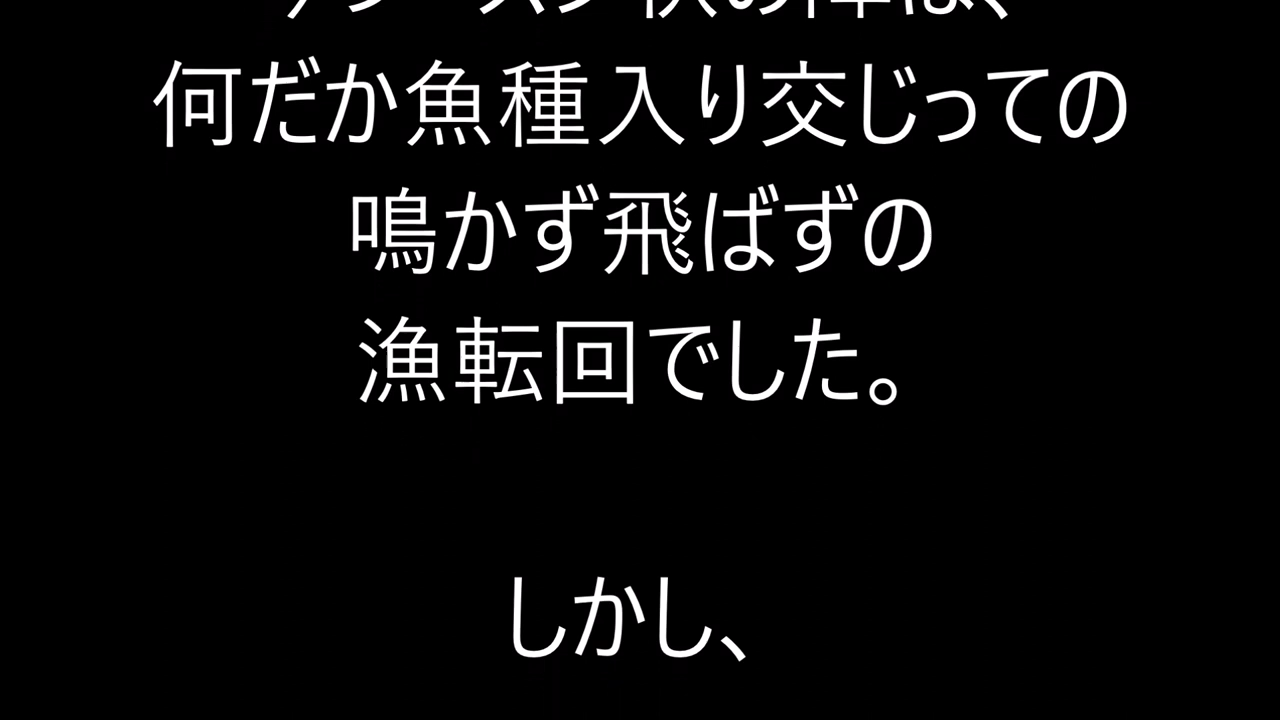 何だか魚種入り交じっての
鳴かず飛ばずの
漁転回でした。
しかし、